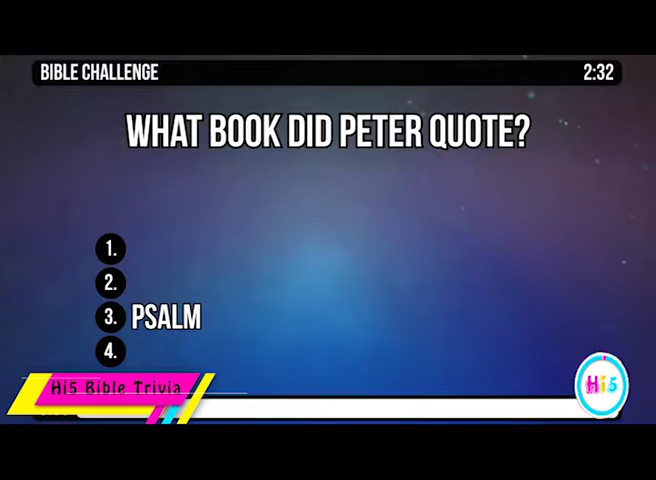 BIBLE CHALLENGE 2:32
WHAT BOOK DID PETER QUOTE?
1.
2.
3. PSALM
4.
Hi5 Bible Trivia
Hi5